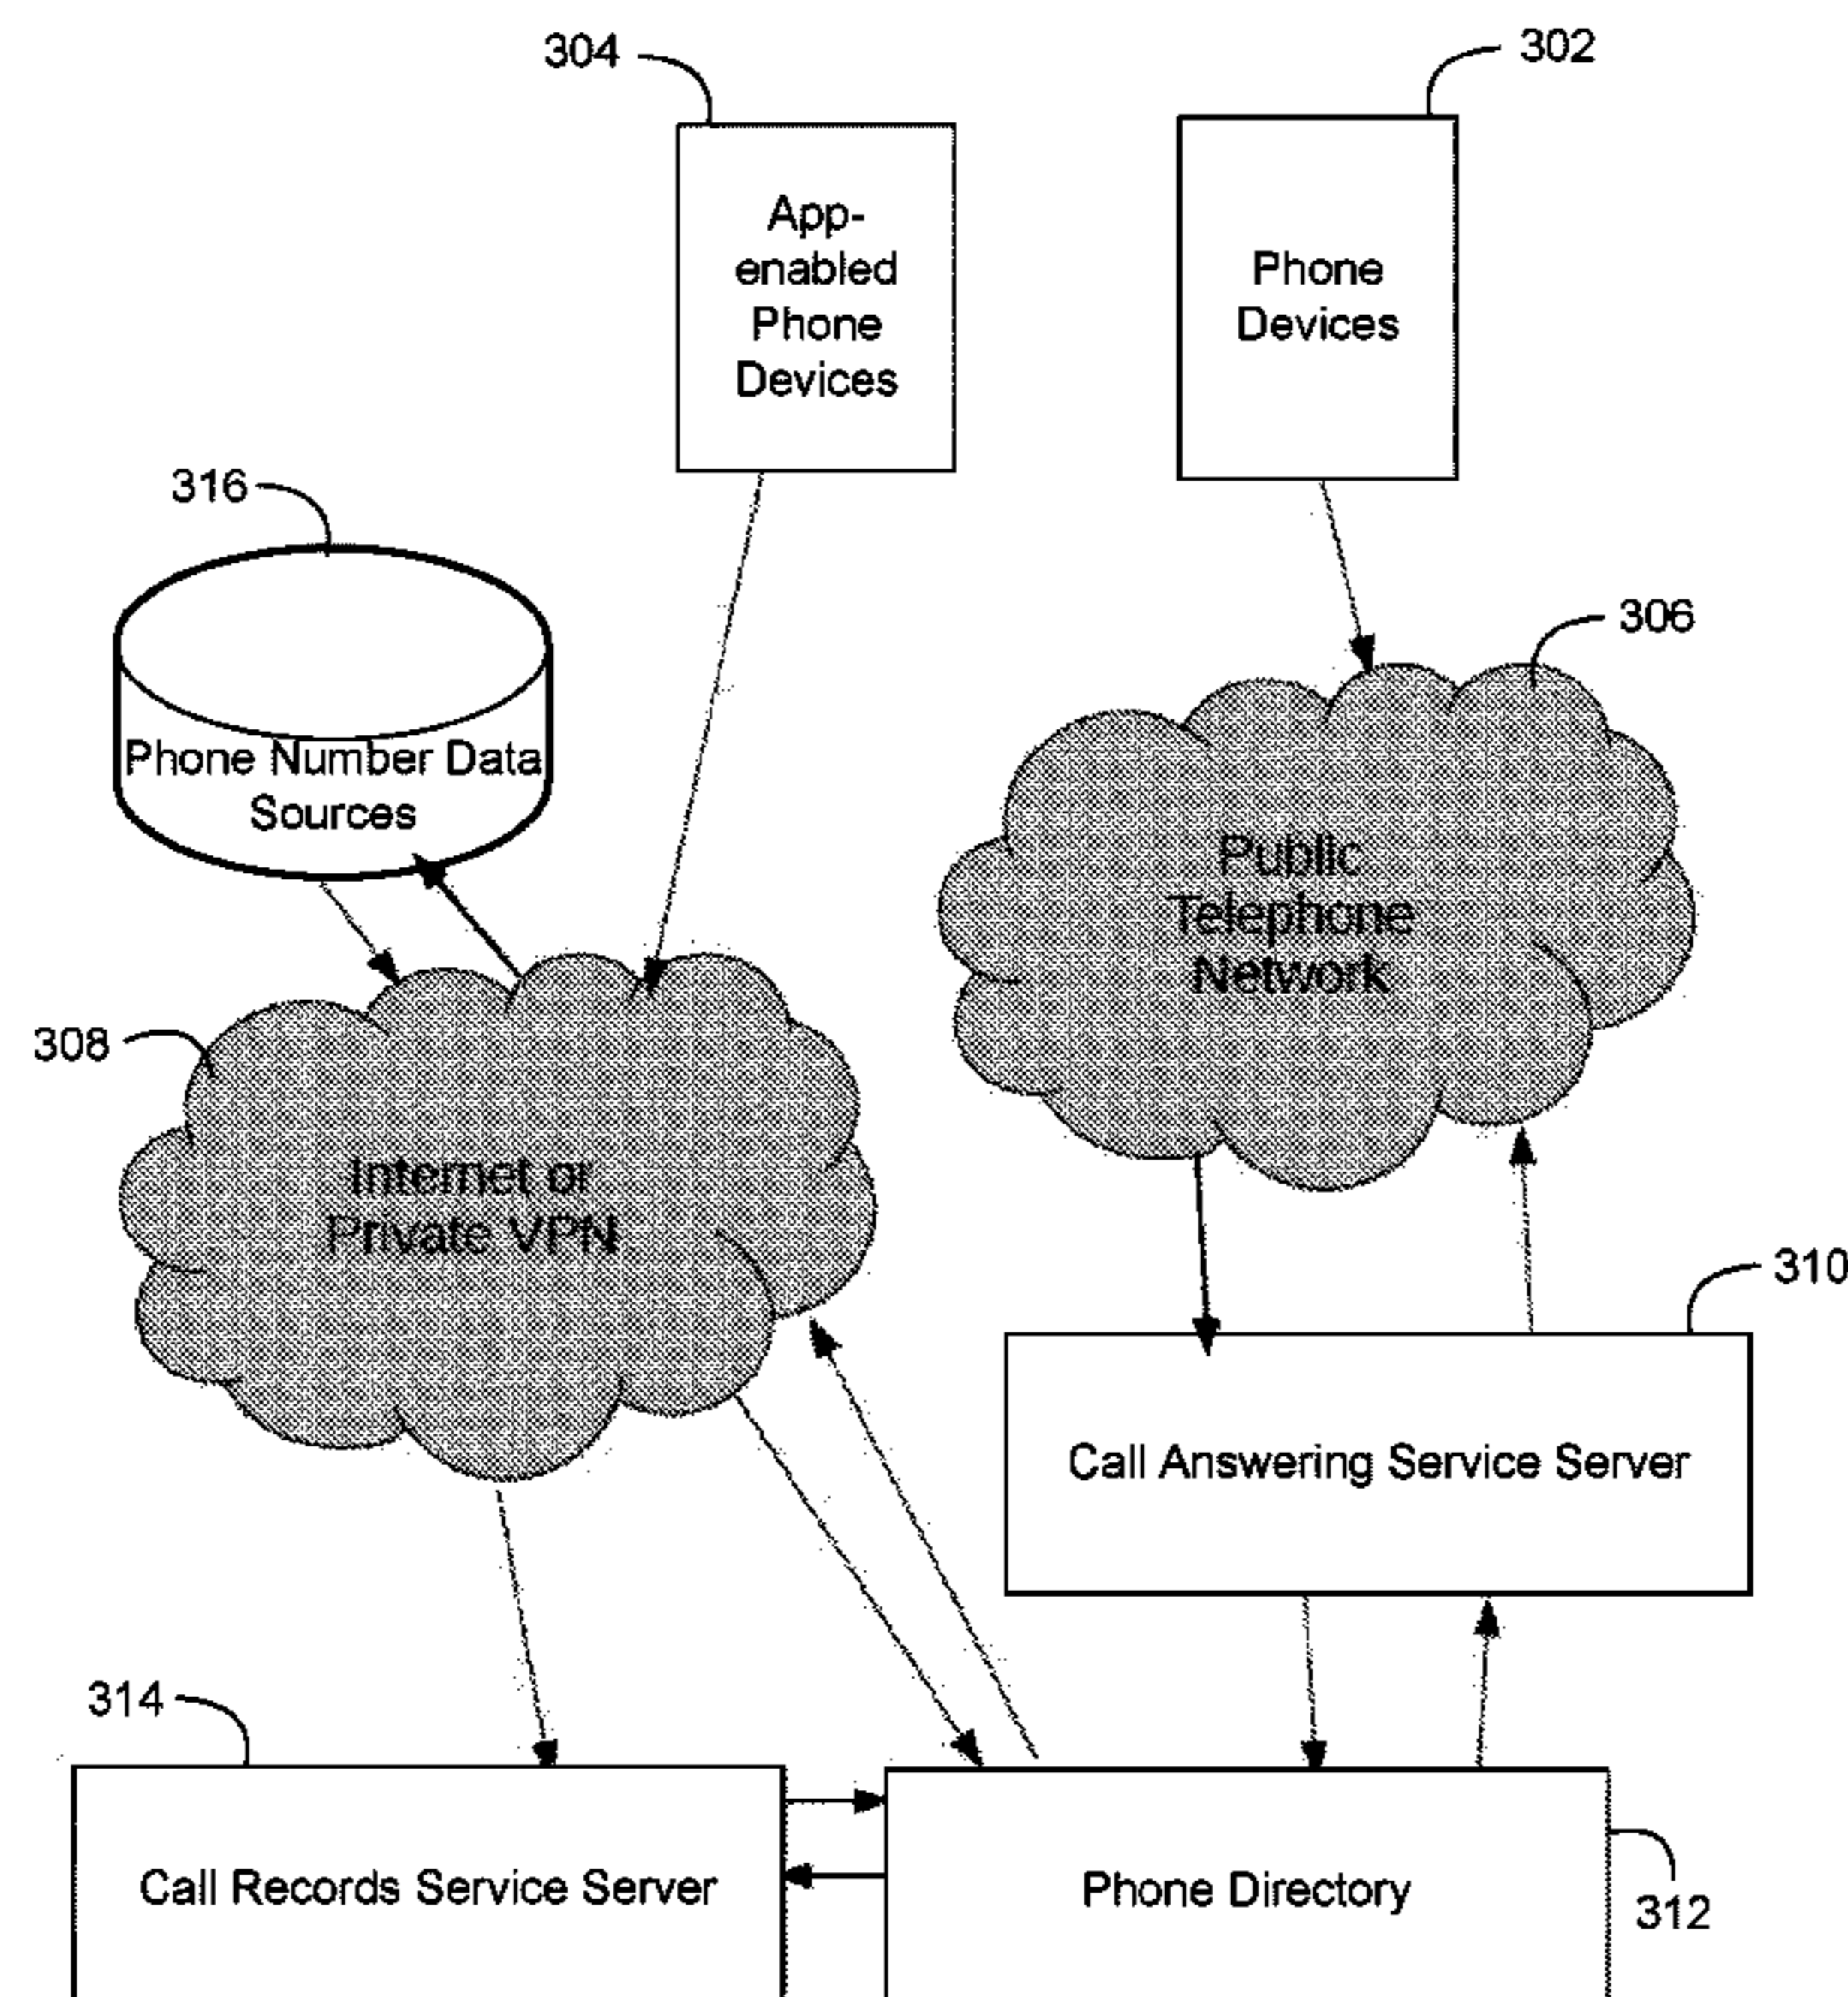 304
302
App-
enabled
Phone
Devices
Phone
Devices
316
306
Phone Number Data
Sources
Public
Telephone
Network
308
Internet or
Private VPN
310
Call Answering Service Server
314
Call Records Service Server
Phone Directory
312